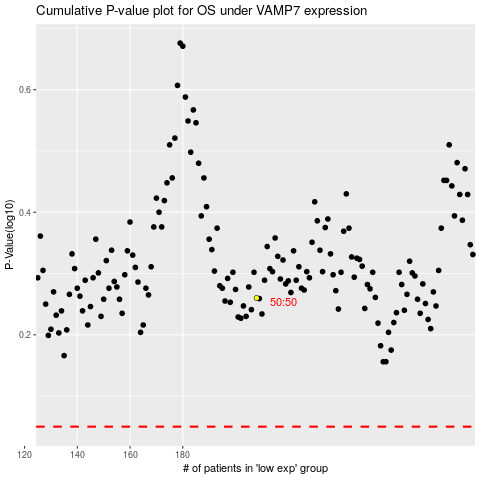 Cumulative P-value plot for OS under VAMP7 expression
P-Value(log10)
0.6
0.4
0.2
50:50
120 140 160 180
# of patients in 'low exp' group